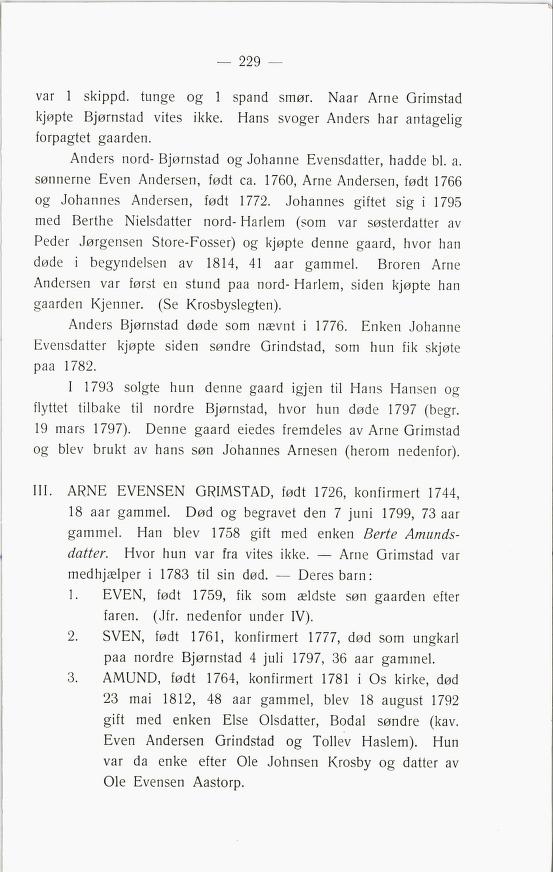 — 229 —
var 1 skippd. tunge og 1 spand smør. Naar Arne Grimstad
kjøpte Bjørnstad vites ikke. Hans svoger Anders har antagelig
forpagtet gaarden.
Anders nord-Bjørnstad og Johanne Evensdatter, hadde bl. a.
sønnerne Even Andersen, født ca. 1760, Arne Andersen, født 1766
og Johannes Andersen, født 1772. Johannes giftet sig i 1795
med Berthe Nielsdatter nord-Harlem (som var søsterdatter av
Peder Jørgensen Store-Fosser) og kjøpte denne gaard, hvor han
døde i begyndelsen av 1814, 41 aar gammel. Broren Arne
Andersen var først en stund paa nord-Harlem, siden kjøpte han
gaarden Kjenner. (Se Krosbyslegten).
Anders Bjørnstad døde som nævnt i 1776. Enken Johanne
Evensdatter kjøpte siden søndre Grindstad, som hun fik skjøte
paa 1782.
I 1793 solgte hun denne gaard igjen til Hans Hansen og
flyttet tilbake til nordre Bjørnstad, hvor hun døde 1797 (begr.
19 mars 1797). Denne gaard eiedes fremdeles av Arne Grimstad
og blev brukt av hans søn Johannes Arnesen (herom nedenfor).
III. ARNE EVENSEN GRIMSTAD, født 1726, konfirmert 1744,
18 aar gammel. Død og begravet den 7 juni 1799, 73 aar
gammel. Han blev 1758 gift med enken Berte Amunds-
datter. Hvor hun var fra vites ikke. — Arne Grimstad var
medhjælper i 1783 til sin død. — Deres barn:
1. EVEN, født 1759, fik som ældste søn gaarden efter
faren. (Jfr. nedenfor under IV).
2. SVEN, født 1761, konfirmert 1777, død som ungkarl
paa nordre Bjørnstad 4 juli 1797, 36 aar gammel.
3. AMUND, født 1764, konfirmert 1781 i Os kirke, død
23 mai 1812, 48 aar gammel, blev 18 august 1792
gift med enken Else Olsdatter, Bodal søndre (kav.
Even Andersen Grindstad og Tollev Haslem). Hun
var da enke efter Ole Johnsen Krosby og datter av
Ole Evensen Aastorp.